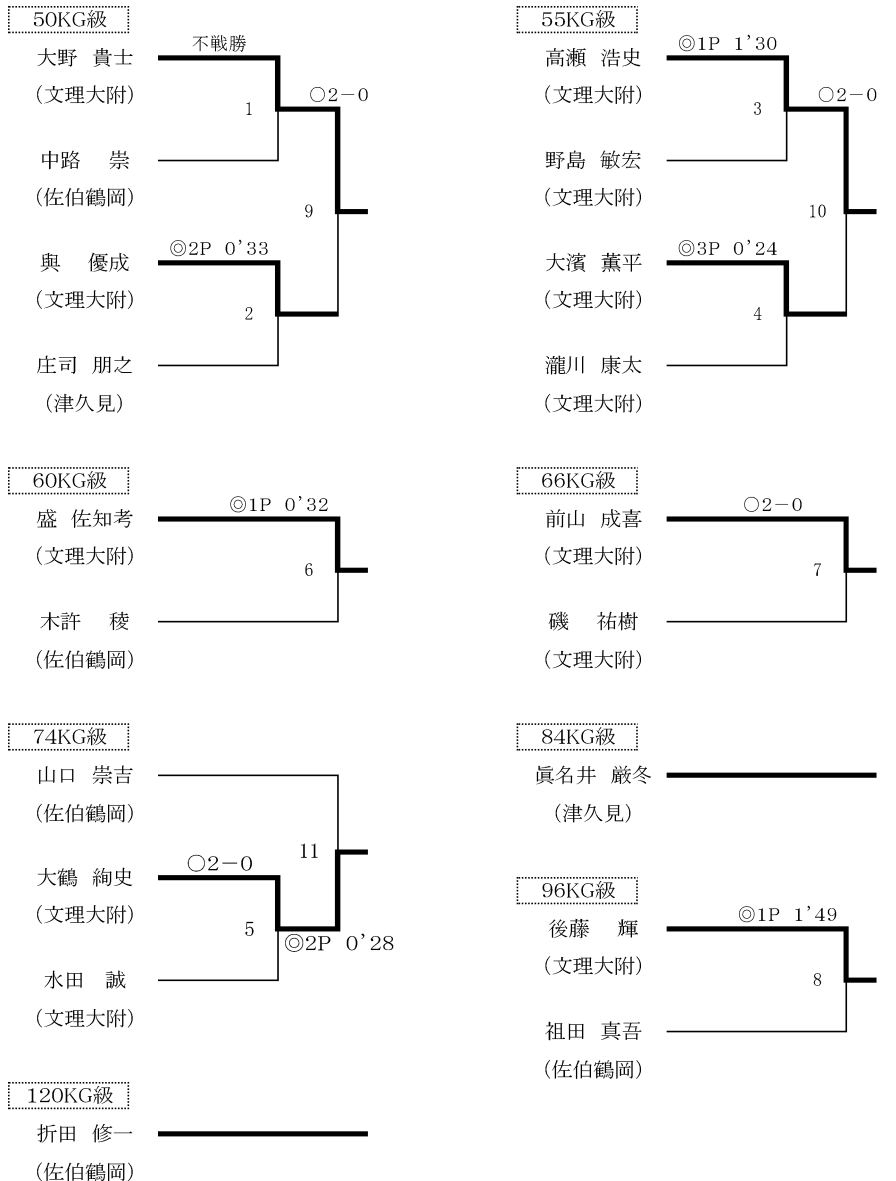 50KG級
大野 貴士
(文理大附)
不戦勝
1
○2−0
中路 崇
(佐伯鶴岡)
9
與 優成
(文理大附)
◎2P 0'33
2
庄司 朋之
(津久見)
55KG級
高瀬 浩史
(文理大附)
◎1P 1'30
3
○2−0
野島 敏宏
(文理大附)
10
大濱 薫平
(文理大附)
◎3P 0'24
4
瀧川 康太
(文理大附)
60KG級
盛 佐知考
(文理大附)
◎1P 0'32
6
木許 稜
(佐伯鶴岡)
66KG級
前山 成喜
(文理大附)
○2−0
7
磯 祐樹
(文理大附)
74KG級
山口 崇吉
(佐伯鶴岡)
11
大鶴 絢史
(文理大附)
○2−0
5
◎2P 0'28
水田 誠
(文理大附)
84KG級
眞名井 厳冬
(津久見)
96KG級
後藤 輝
(文理大附)
◎1P 1'49
8
祖田 真吾
(佐伯鶴岡)
120KG級
折田 修一
(佐伯鶴岡)